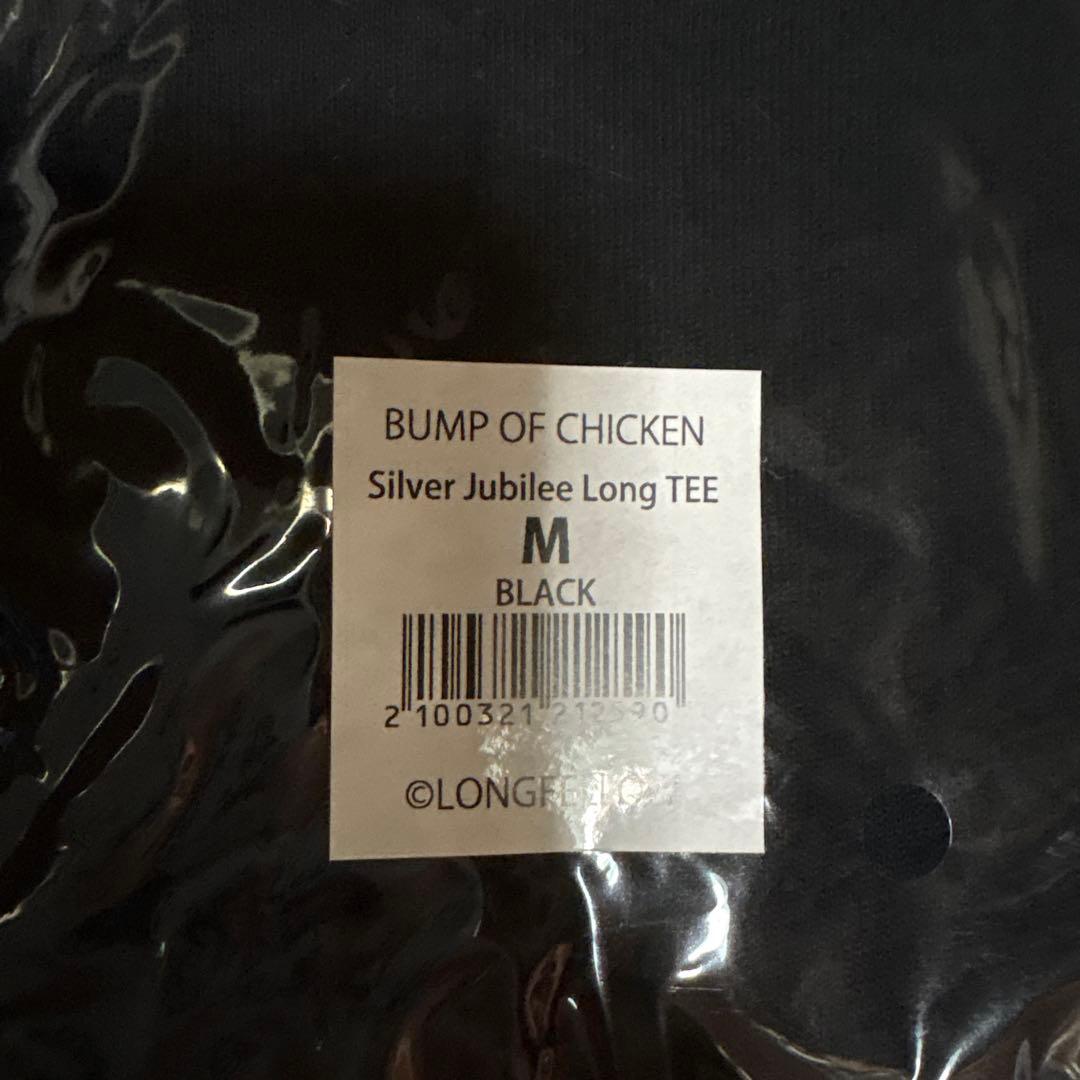 BUMP OF CHICKEN
Silver Jubilee Long TEE
M
BLACK
2 100321 212590